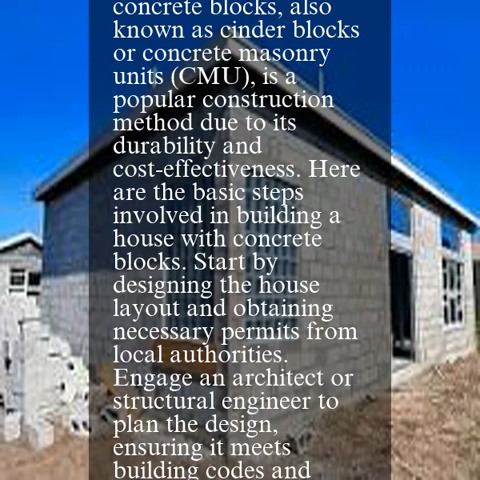 concrete blocks, also
known as cinder blocks
or concrete masonry
units (CMU), is a
popular construction
method due to its
durability and
cost-effectiveness. Here
are the basic steps
involved in building a
house with concrete
blocks. Start by
designing the house
layout and obtaining
necessary permits from
local authorities.
Engage an architect or
structural engineer to
plan the design,
ensuring it meets
building codes and